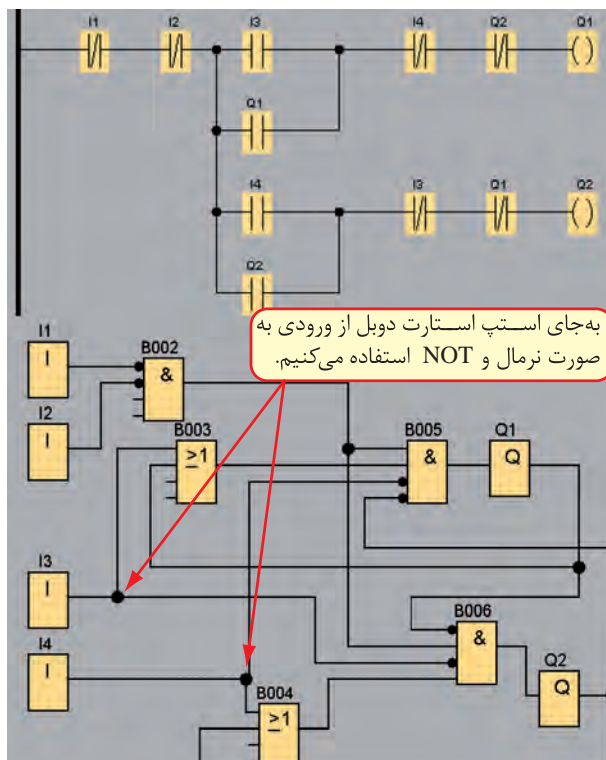 I1 I2 I3 I4 Q2 Q1
Q1
I4 I3 Q1 Q2
Q2
به‌جای استپ استارت دوبل از ورودی به
صورت نرمال و NOT استفاده می‌کنیم.
I1
I
B002
&
I2
I
B003
≥1
B005
&
Q1
Q
I3
I
B006
&
I4
I
Q2
Q
B004
≥1